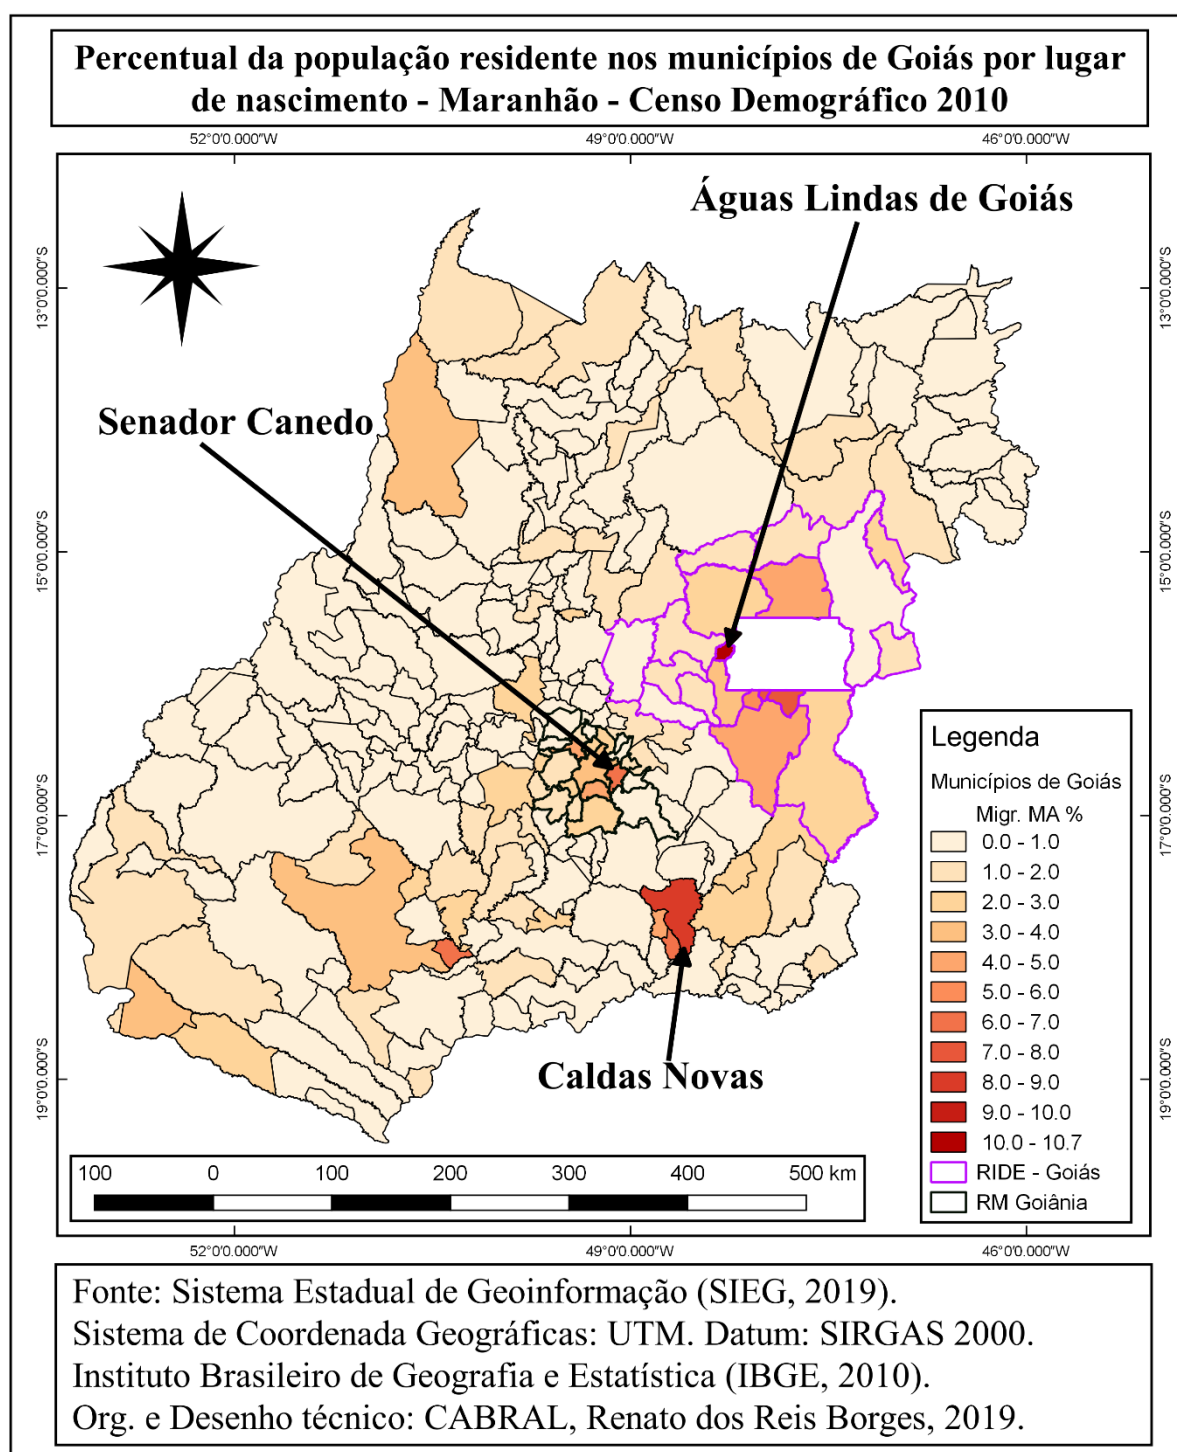 Percentual da população residente nos municípios de Goiás por lugar
de nascimento - Maranhão - Censo Demográfico 2010
52°0'0.000"W
49°0'0.000"W
46°0'0.000"W
Águas Lindas de Goiás
13°0'0.000"S
13°0'0.000"S
Senador Canedo
15°0'0.000"S
15°0'0.000"S
17°0'0.000"S
17°0'0.000"S
19°0'0.000"S
19°0'0.000"S
Caldas Novas
Legenda
Municípios de Goiás
Migr. MA %
0.0 - 1.0
1.0 - 2.0
2.0 - 3.0
3.0 - 4.0
4.0 - 5.0
5.0 - 6.0
6.0 - 7.0
7.0 - 8.0
8.0 - 9.0
9.0 - 10.0
10.0 - 10.7
RIDE - Goiás
RM Goiânia
100 0 100 200 300 400 500 km
52°0'0.000"W
49°0'0.000"W
46°0'0.000"W
Fonte: Sistema Estadual de Geoinformação (SIEG, 2019).
Sistema de Coordenada Geográficas: UTM. Datum: SIRGAS 2000.
Instituto Brasileiro de Geografia e Estatística (IBGE, 2010).
Org. e Desenho técnico: CABRAL, Renato dos Reis Borges, 2019.